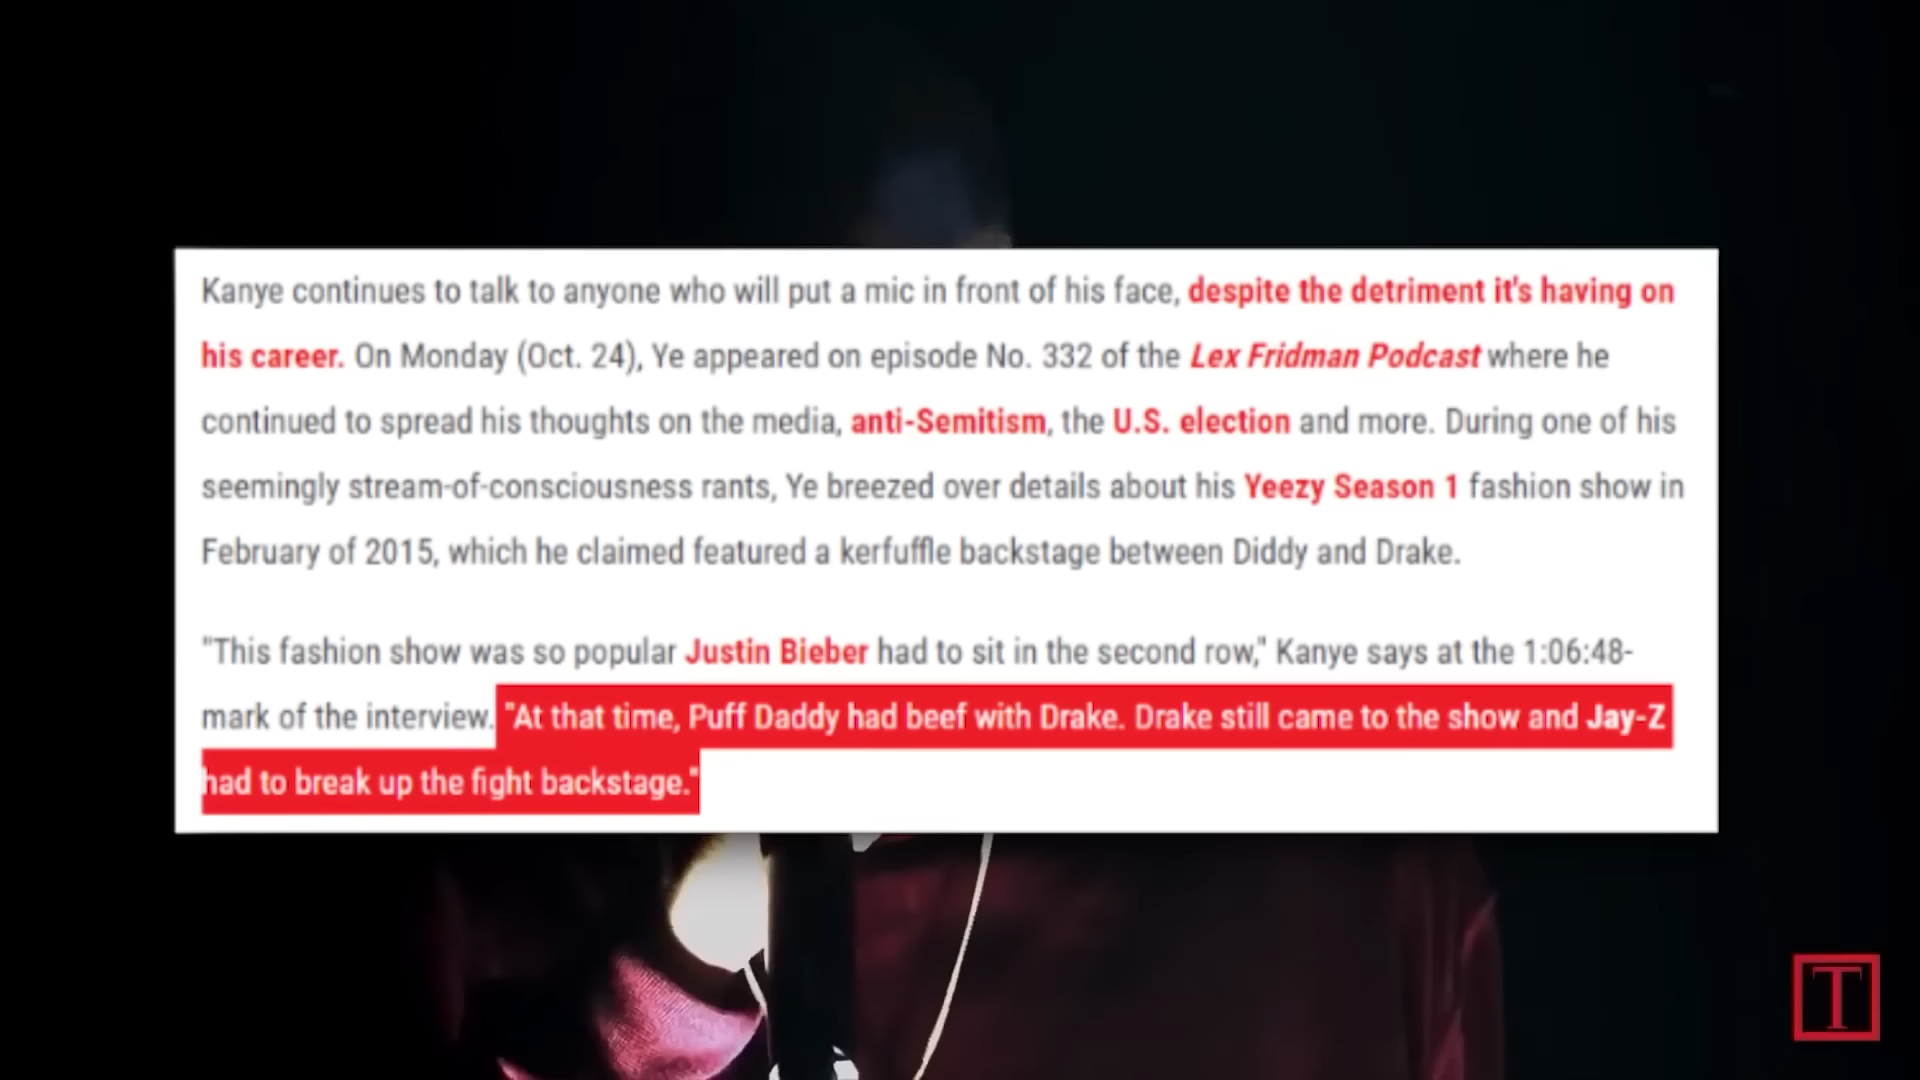 Kanye continues to talk to anyone who will put a mic in front of his face, despite the detriment it's having on
his career. On Monday (Oct. 24), Ye appeared on episode No. 332 of the Lex Fridman Podcast where he
continued to spread his thoughts on the media, anti-Semitism, the U.S. election and more. During one of his
seemingly stream-of-consciousness rants, Ye breezed over details about his Yeezy Season 1 fashion show in
February of 2015, which he claimed featured a kerfuffle backstage between Diddy and Drake.
"This fashion show was so popular Justin Bieber had to sit in the second row," Kanye says at the 1:06:48-
mark of the interview. "At that time, Puff Daddy had beef with Drake. Drake still came to the show and Jay-Z
had to break up the fight backstage."
T